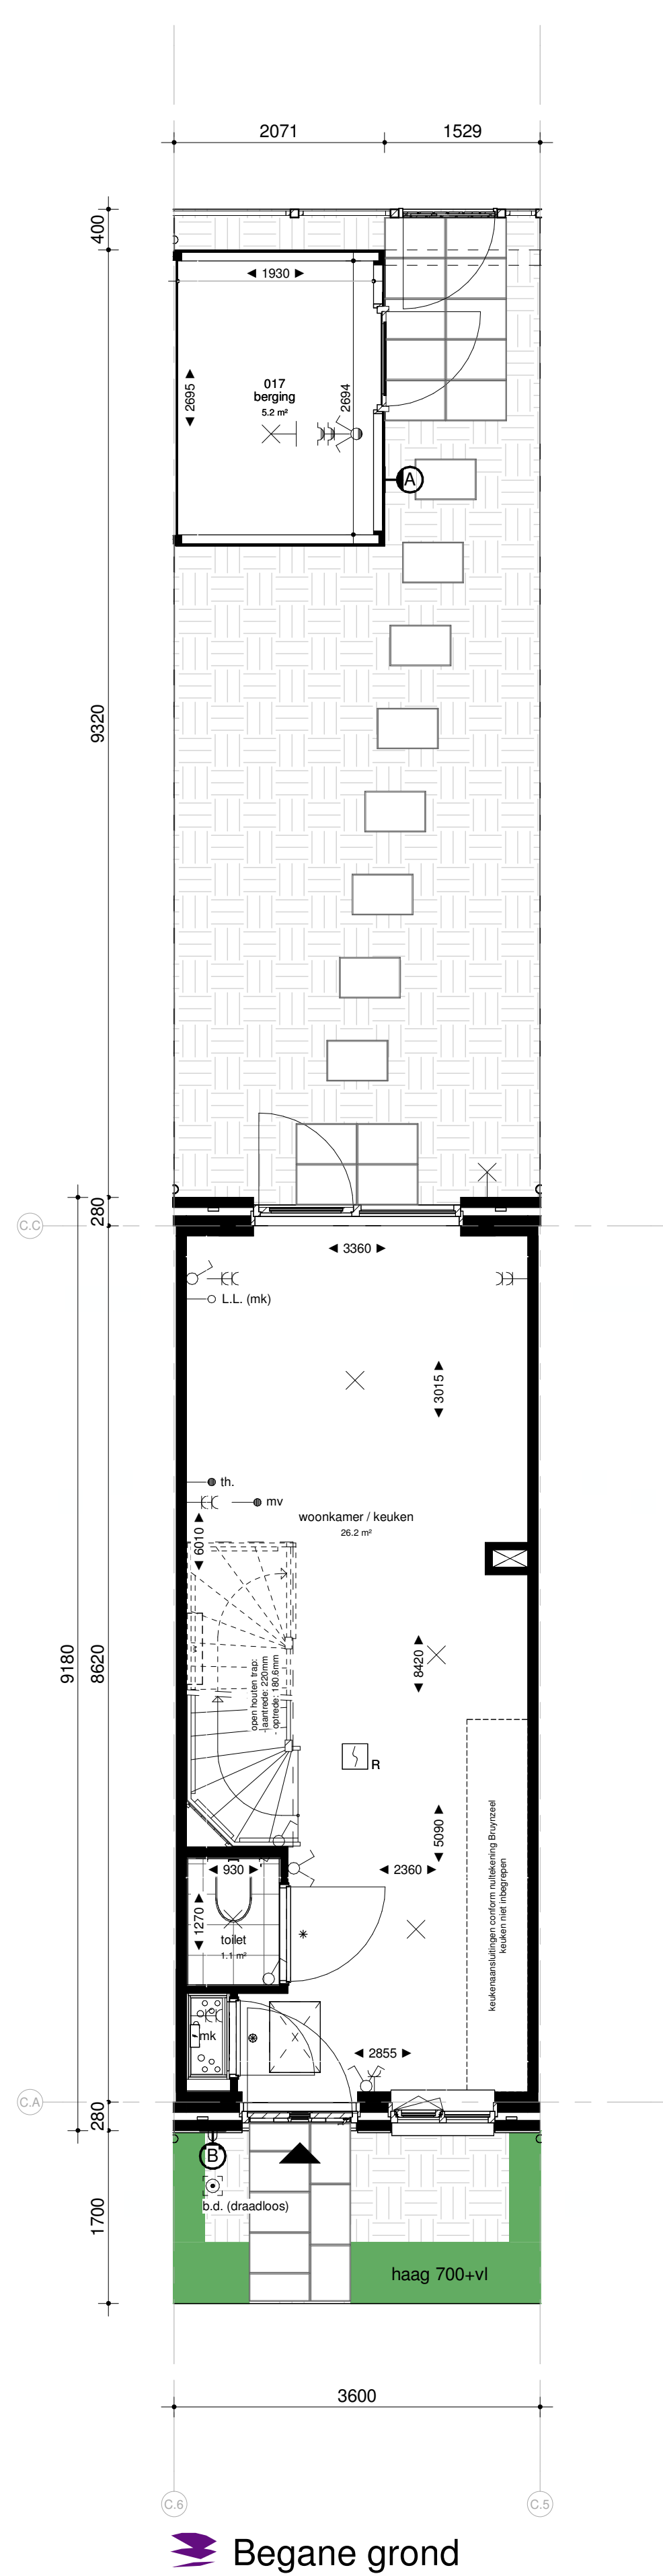 2071
1529
400
1930
2695
017
berging
5.2 m²
2694
A
9320
280
C.C
3360
L.L. (mk)
3015
th.
mv
woonkamer / keuken
26.2 m²
6010
open houten trap:
- aantrede: 220mm
- optrede: 180.6mm
8420
9180
8620
R
5090
keukenaansluitingen conform nultekening Bruynzeel
keuken niet inbegrepen
930
2360
1270
toilet
1.1 m²
mk
2855
C.A
280
B
b.d. (draadloos)
1700
haag 700+vl
3600
C.6
C.5
Begane grond